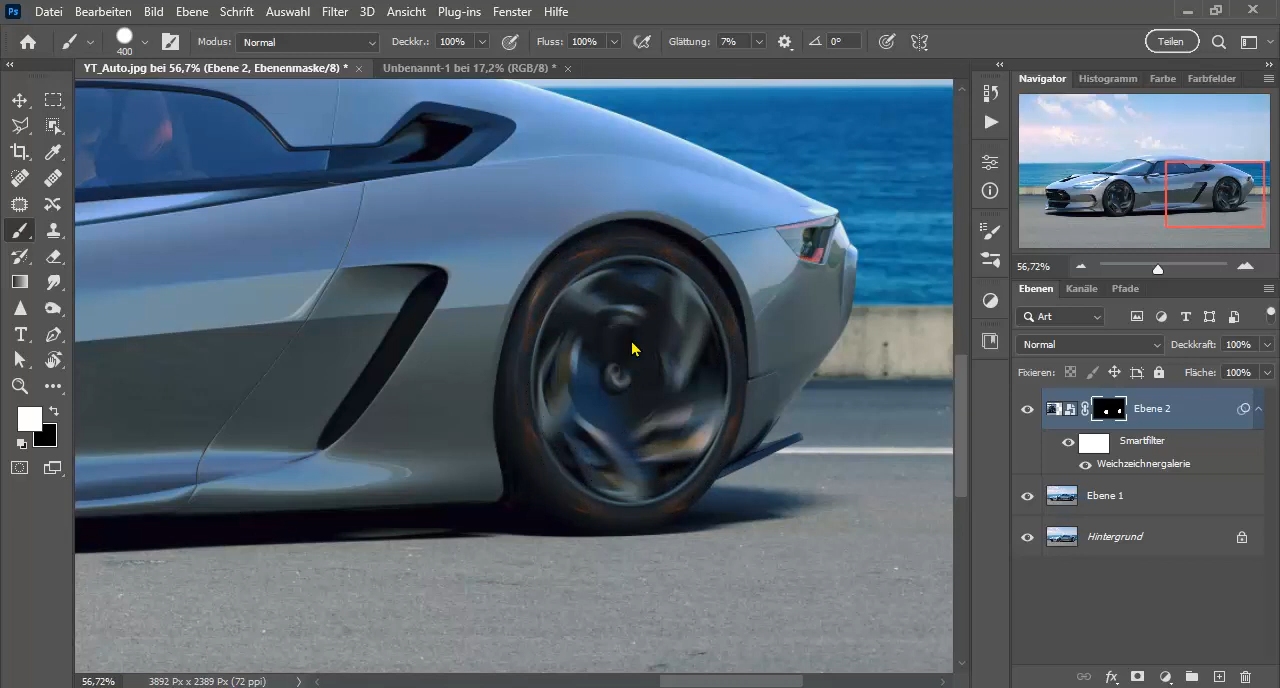 Ps Datei Bearbeiten Bild Ebene Schrift Auswahl Filter 3D Ansicht Plug-ins Fenster Hilfe
400 Modus: Normal Deckkr.: 100% Fluss: 100% Glättung: 7% 0° Teilen
YT_Auto.jpg bei 56,7% (Ebene 2, Ebenenmaske/8) * × Unbenannt-1 bei 17,2% (RGB/8) * ×
Navigator Histogramm Farbe Farbfelder
56,72%
Ebenen Kanäle Pfade
Art
Normal Deckkraft: 100%
Fixieren: Fläche: 100%
Ebene 2
Smartfilter
Weichzeichnergalerie
Ebene 1
Hintergrund
56,72% 3892 Px x 2389 Px (72 ppi)
fx